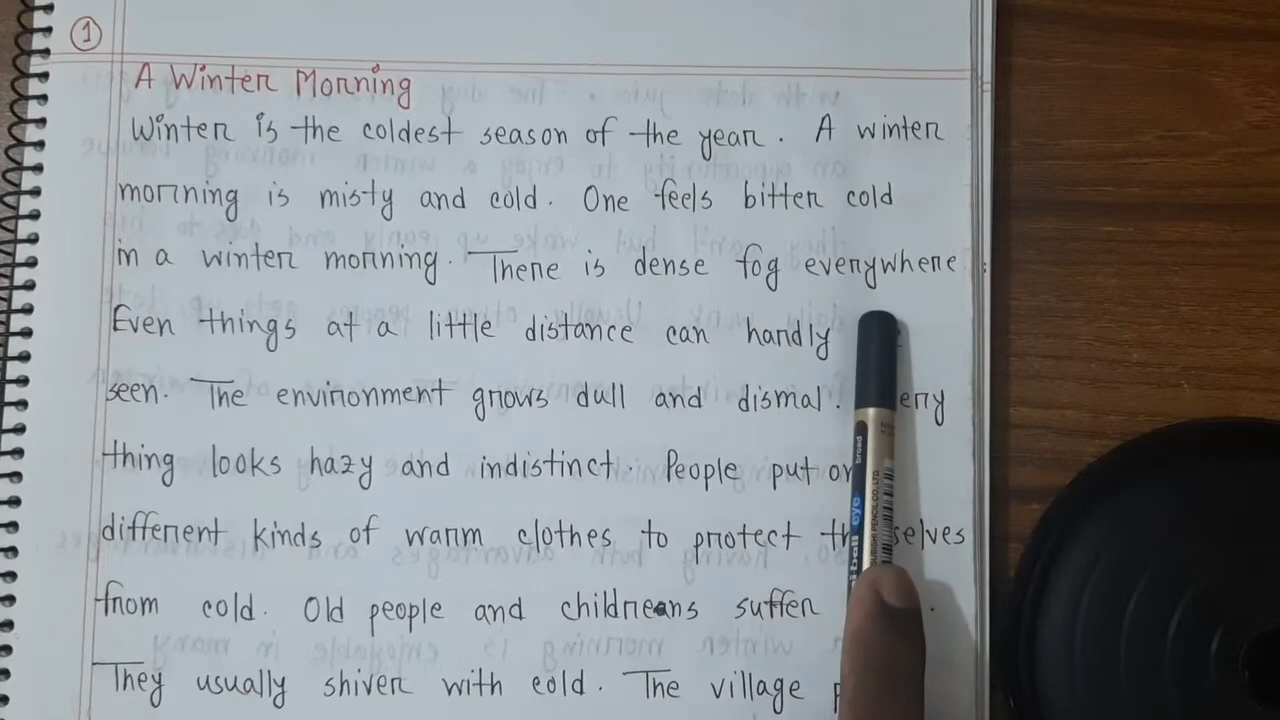 1
A Winter Morning
Winter is the coldest season of the year. A winter
morning is misty and cold. One feels bitter cold
in a winter morning. There is dense fog everywhere.
Even things at a little distance can hardly
seen. The environment grows dull and dismal.
thing looks hazy and indistinct. People put
different kinds of warm clothes to protect
from cold. Old people and childrens suffer
They usually shiver with cold. The village
eye
broad